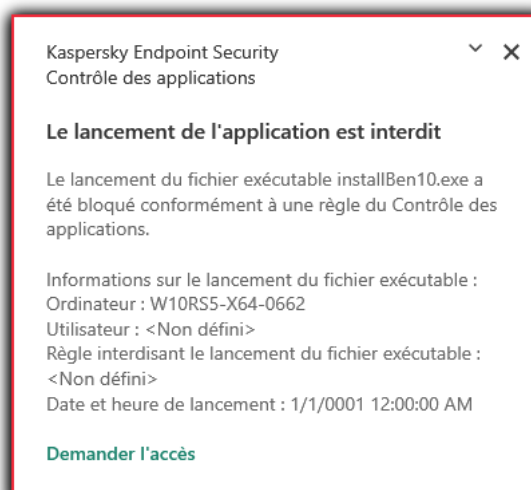 Kaspersky Endpoint Security
Contrôle des applications
Le lancement de l'application est interdit
Le lancement du fichier exécutable installBen10.exe a
été bloqué conformément à une règle du Contrôle des
applications.
Informations sur le lancement du fichier exécutable :
Ordinateur : W10RS5-X64-0662
Utilisateur : <Non défini>
Règle interdisant le lancement du fichier exécutable :
<Non défini>
Date et heure de lancement : 1/1/0001 12:00:00 AM
Demander l'accès